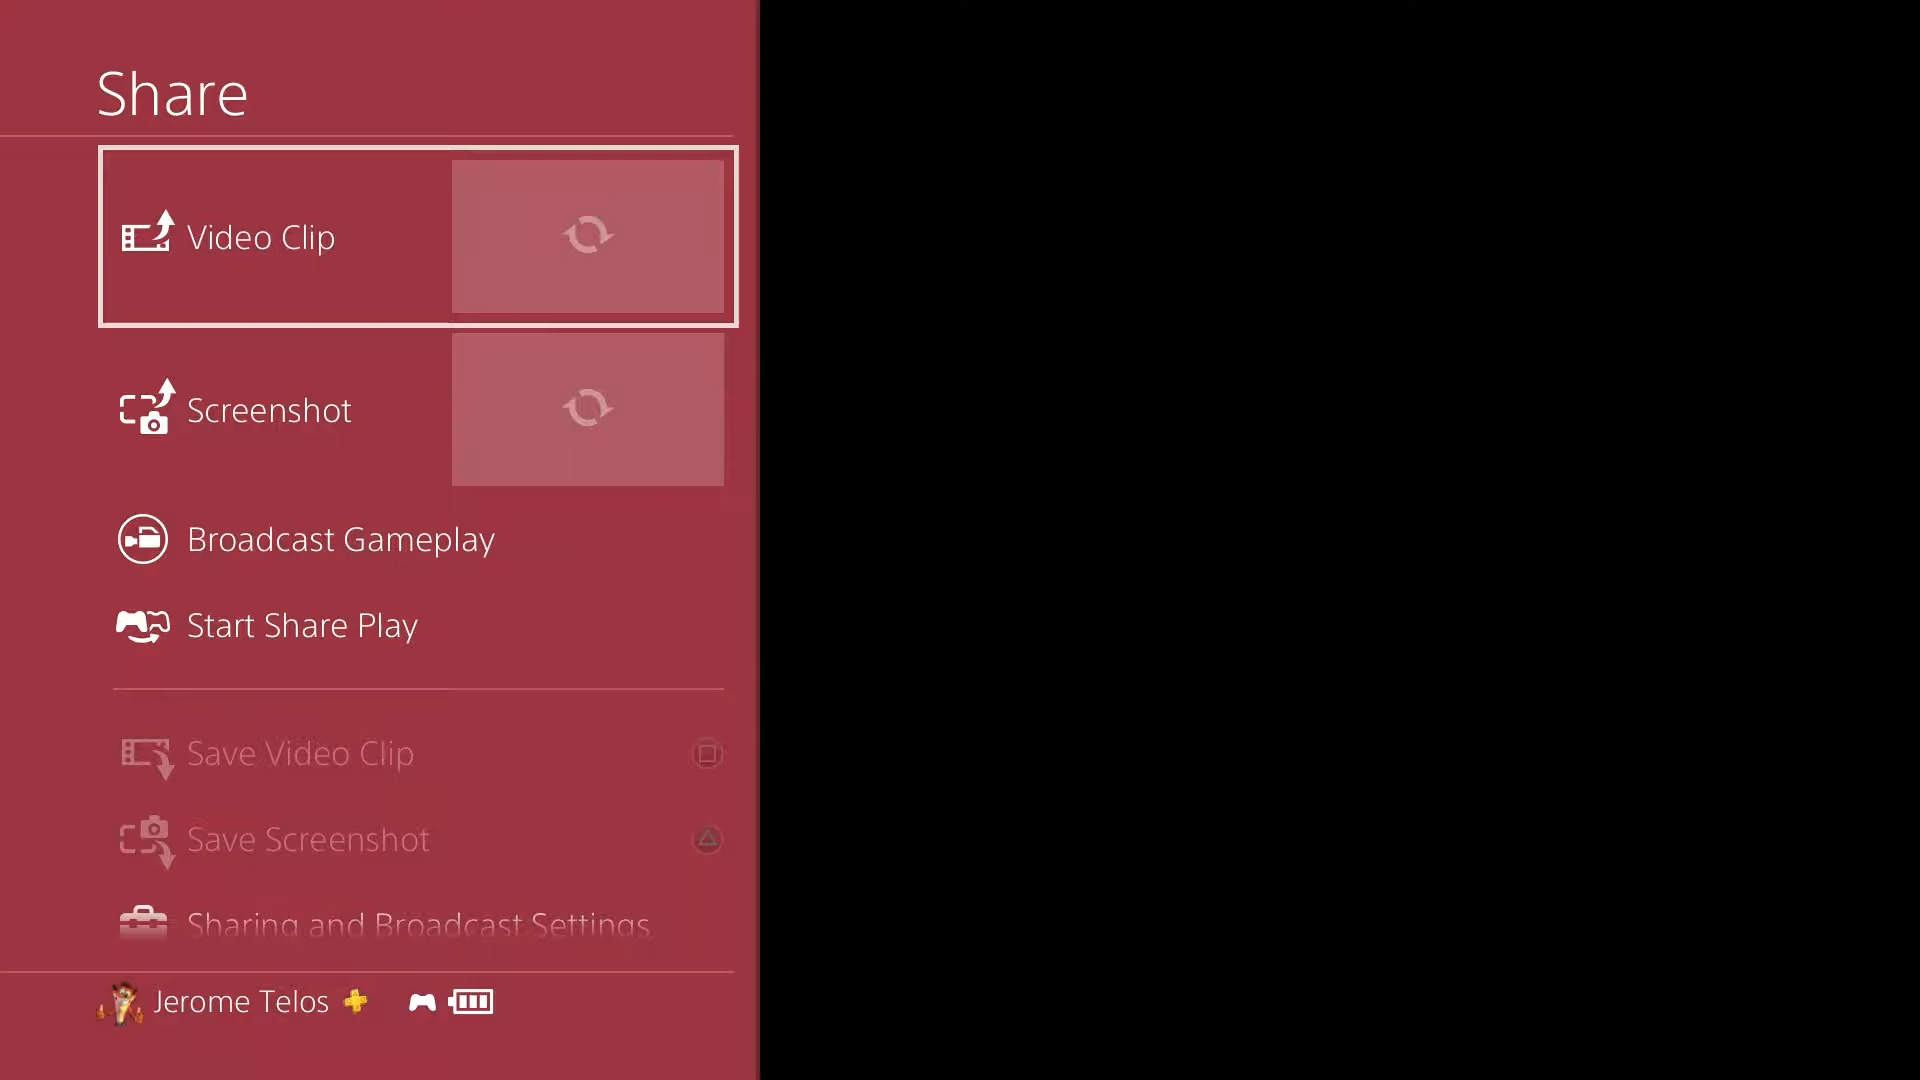 Share
Video Clip
Screenshot
Broadcast Gameplay
Start Share Play
Save Video Clip
Save Screenshot
Sharing and Broadcast Settings
Jerome Telos